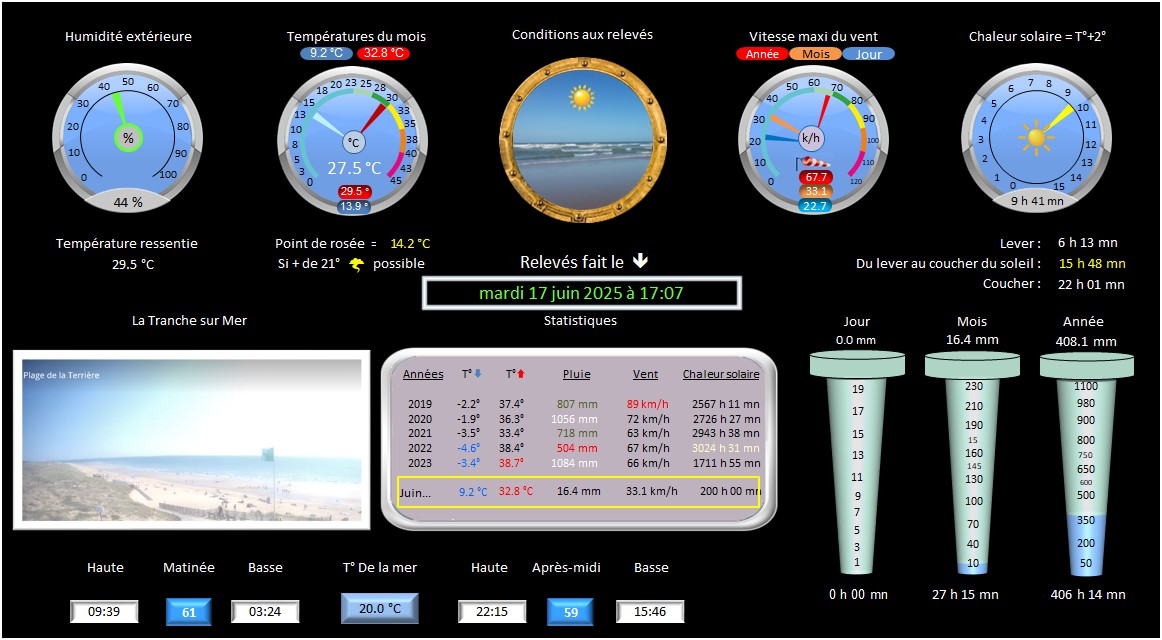 Humidité extérieure
Températures du mois
9.2 °C 32.8 °C
Conditions aux relevés
Vitesse maxi du vent
Année Mois Jour
Chaleur solaire = T°+2°
0 10 20 30 40 50 60 70 80 90 100
%
44 %
0 3 5 8 10 13 15 18 20 23 25 28 30 33 35 38 40 43 45
°C
27.5 °C
29.5 °
13.9 °
0 10 20 30 40 50 60 70 80 90 100 110 120
k/h
67.7
33.1
22.7
0 1 2 3 4 5 6 7 8 9 10 11 12 13 14 15
9 h 41 mn
Température ressentie
29.5 °C
Point de rosée = 14.2 °C
Si + de 21° possible
Relevés fait le
mardi 17 juin 2025 à 17:07
Lever : 6 h 13 mn
Du lever au coucher du soleil : 15 h 48 mn
Coucher : 22 h 01 mn
La Tranche sur Mer
Plage de la Terrière
Statistiques
Années T° T° Pluie Vent Chaleur solaire
2019 -2.2° 37.4° 807 mm 89 km/h 2567 h 11 mn
2020 -1.9° 36.3° 1056 mm 72 km/h 2726 h 27 mn
2021 -3.5° 33.4° 718 mm 63 km/h 2943 h 38 mn
2022 -4.6° 38.4° 504 mm 67 km/h 3024 h 31 mn
2023 -3.4° 38.7° 1084 mm 66 km/h 1711 h 55 mn
Juin... 9.2 °C 32.8 °C 16.4 mm 33.1 km/h 200 h 00 mn
Jour
0.0 mm
19
17
15
13
11
9
7
5
3
1
0 h 00 mn
Mois
16.4 mm
230
210
190
15
160
145
130
100
70
40
10
27 h 15 mn
Année
408.1 mm
1100
980
900
800
750
650
600
500
350
200
50
406 h 14 mn
Haute Matinée Basse T° De la mer Haute Après-midi Basse
09:39 61 03:24 20.0 °C 22:15 59 15:46